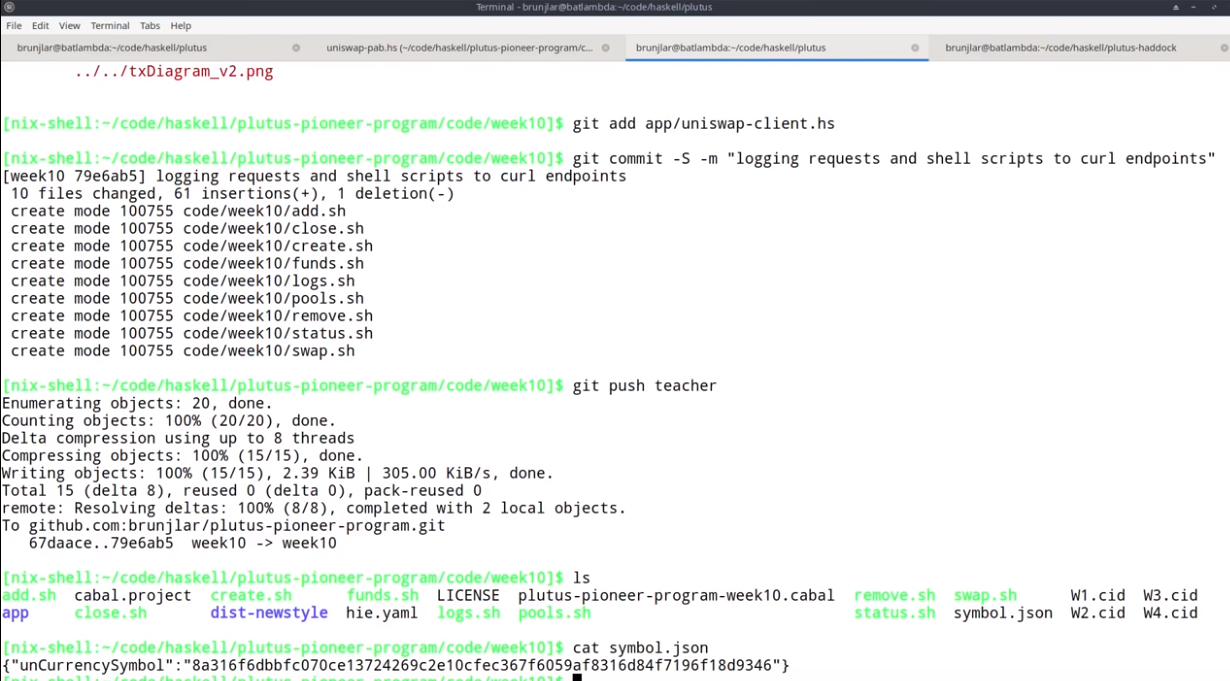 Terminal - brunjlar@batlambda:~/code/haskell/plutus
File Edit View Terminal Tabs Help
brunjlar@batlambda:~/code/haskell/plutus uniswap-pab.hs (~/code/haskell/plutus-pioneer-program/c... brunjlar@batlambda:~/code/haskell/plutus brunjlar@batlambda:~/code/haskell/plutus-haddock
../../txDiagram_v2.png
[nix-shell:~/code/haskell/plutus-pioneer-program/code/week10]$ git add app/uniswap-client.hs
[nix-shell:~/code/haskell/plutus-pioneer-program/code/week10]$ git commit -S -m "logging requests and shell scripts to curl endpoints"
[week10 79e6ab5] logging requests and shell scripts to curl endpoints
10 files changed, 61 insertions(+), 1 deletion(-)
create mode 100755 code/week10/add.sh
create mode 100755 code/week10/close.sh
create mode 100755 code/week10/create.sh
create mode 100755 code/week10/funds.sh
create mode 100755 code/week10/logs.sh
create mode 100755 code/week10/pools.sh
create mode 100755 code/week10/remove.sh
create mode 100755 code/week10/status.sh
create mode 100755 code/week10/swap.sh
[nix-shell:~/code/haskell/plutus-pioneer-program/code/week10]$ git push teacher
Enumerating objects: 20, done.
Counting objects: 100% (20/20), done.
Delta compression using up to 8 threads
Compressing objects: 100% (15/15), done.
Writing objects: 100% (15/15), 2.39 KiB | 305.00 KiB/s, done.
Total 15 (delta 8), reused 0 (delta 0), pack-reused 0
remote: Resolving deltas: 100% (8/8), completed with 2 local objects.
To github.com:brunjlar/plutus-pioneer-program.git
67daace..79e6ab5 week10 -> week10
[nix-shell:~/code/haskell/plutus-pioneer-program/code/week10]$ ls
add.sh cabal.project create.sh funds.sh LICENSE plutus-pioneer-program-week10.cabal remove.sh swap.sh W1.cid W3.cid
app close.sh dist-newstyle hie.yaml logs.sh pools.sh status.sh symbol.json W2.cid W4.cid
[nix-shell:~/code/haskell/plutus-pioneer-program/code/week10]$ cat symbol.json
{"unCurrencySymbol":"8a316f6dbbfc070ce13724269c2e10cfec367f6059af8316d84f7196f18d9346"}
[nix-shell:~/code/haskell/plutus-pioneer-program/code/week10]$